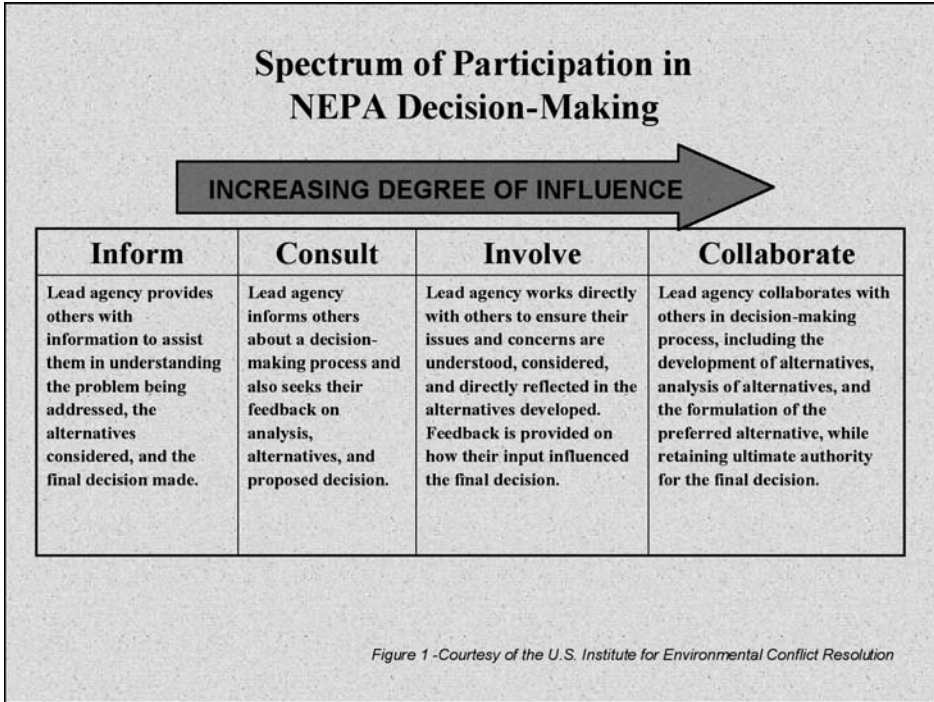 Spectrum of Participation in
NEPA Decision-Making
INCREASING DEGREE OF INFLUENCE
Inform
Lead agency provides
others with
information to assist
them in understanding
the problem being
addressed, the
alternatives
considered, and the
final decision made.
Consult
Lead agency
informs others
about a decision-
making process and
also seeks their
feedback on
analysis,
alternatives, and
proposed decision.
Involve
Lead agency works directly
with others to ensure their
issues and concerns are
understood, considered,
and directly reflected in the
alternatives developed.
Feedback is provided on
how their input influenced
the final decision.
Collaborate
Lead agency collaborates with
others in decision-making
process, including the
development of alternatives,
analysis of alternatives, and
the formulation of the
preferred alternative, while
retaining ultimate authority
for the final decision.
Figure 1 -Courtesy of the U.S. Institute for Environmental Conflict Resolution